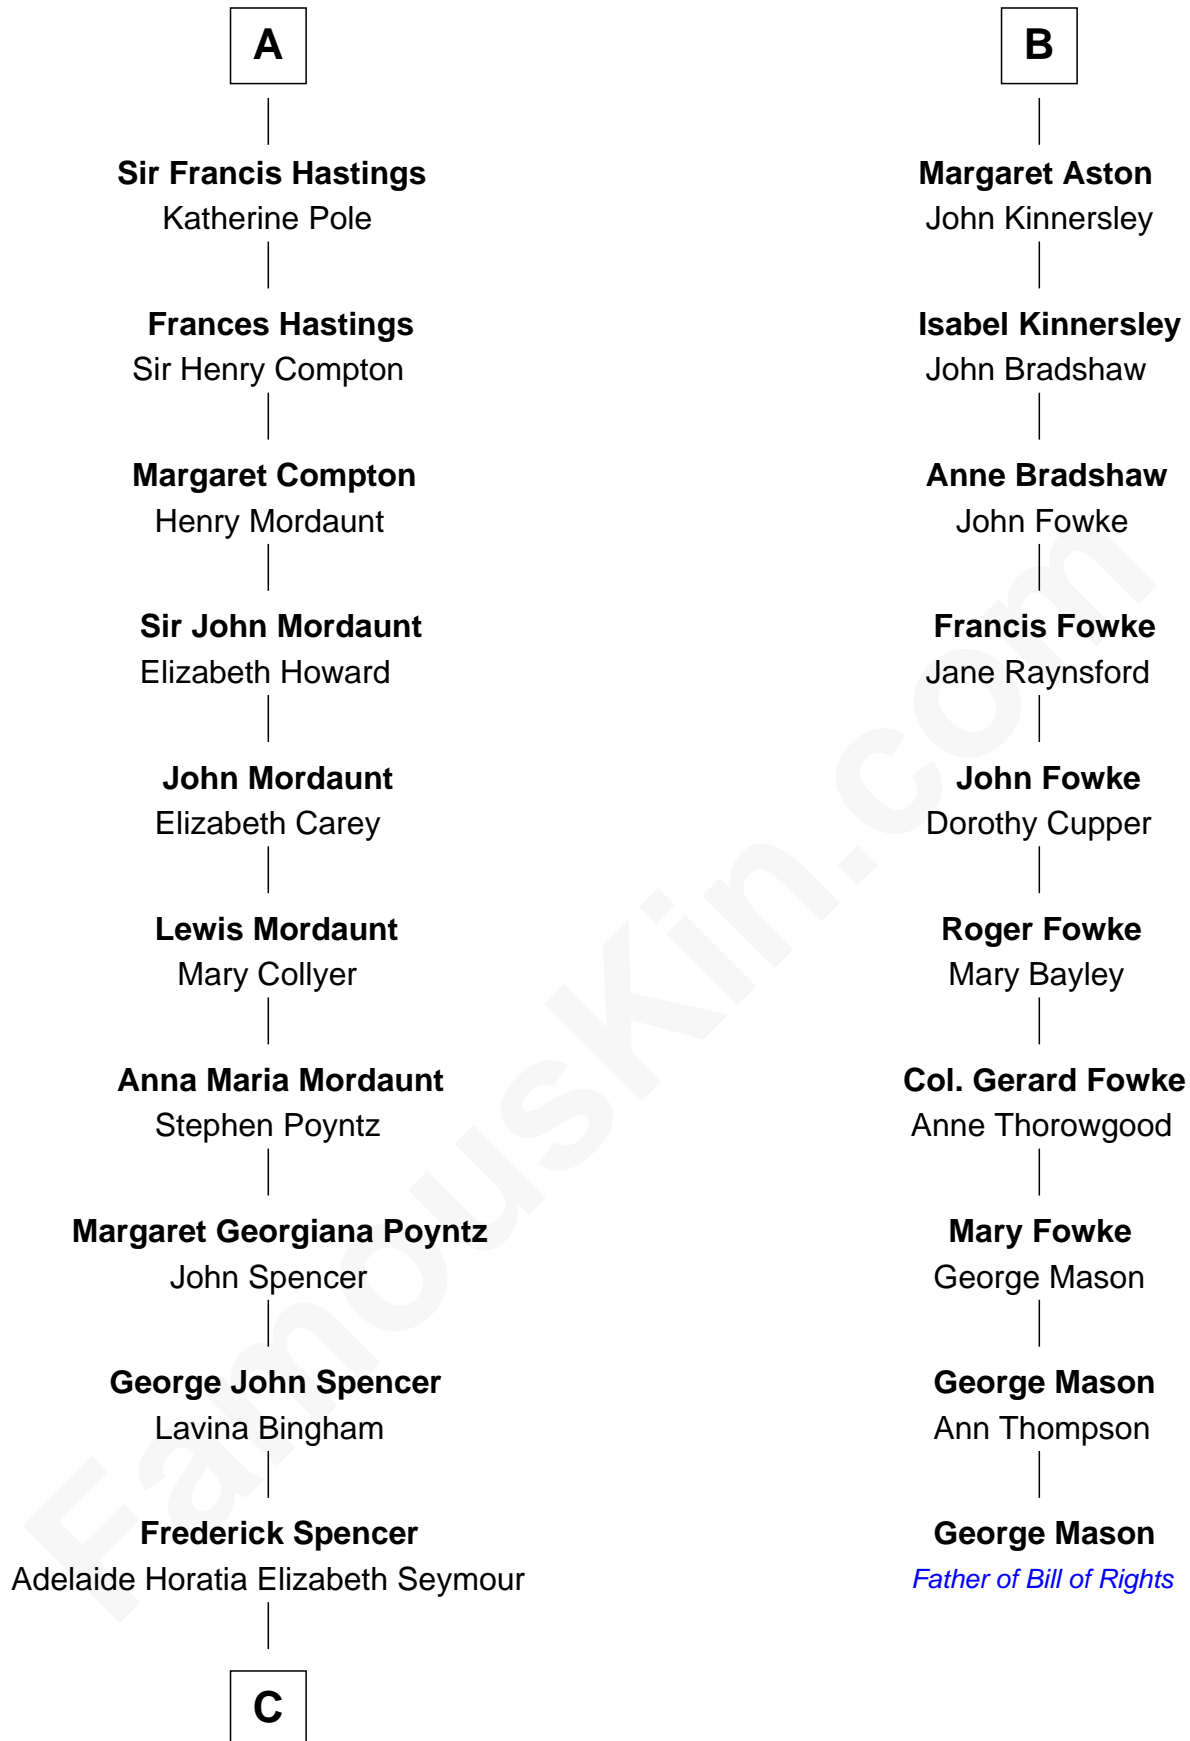 A
Sir Francis Hastings
Katherine Pole
Frances Hastings
Sir Henry Compton
Margaret Compton
Henry Mordaunt
Sir John Mordaunt
Elizabeth Howard
John Mordaunt
Elizabeth Carey
Lewis Mordaunt
Mary Collyer
Anna Maria Mordaunt
Stephen Poyntz
Margaret Georgiana Poyntz
John Spencer
George John Spencer
Lavina Bingham
Frederick Spencer
Adelaide Horatia Elizabeth Seymour
C
B
Margaret Aston
John Kinnersley
Isabel Kinnersley
John Bradshaw
Anne Bradshaw
John Fowke
Francis Fowke
Jane Raynsford
John Fowke
Dorothy Cupper
Roger Fowke
Mary Bayley
Col. Gerard Fowke
Anne Thorowgood
Mary Fowke
George Mason
George Mason
Ann Thompson
George Mason
Father of Bill of Rights
FamousKin.com